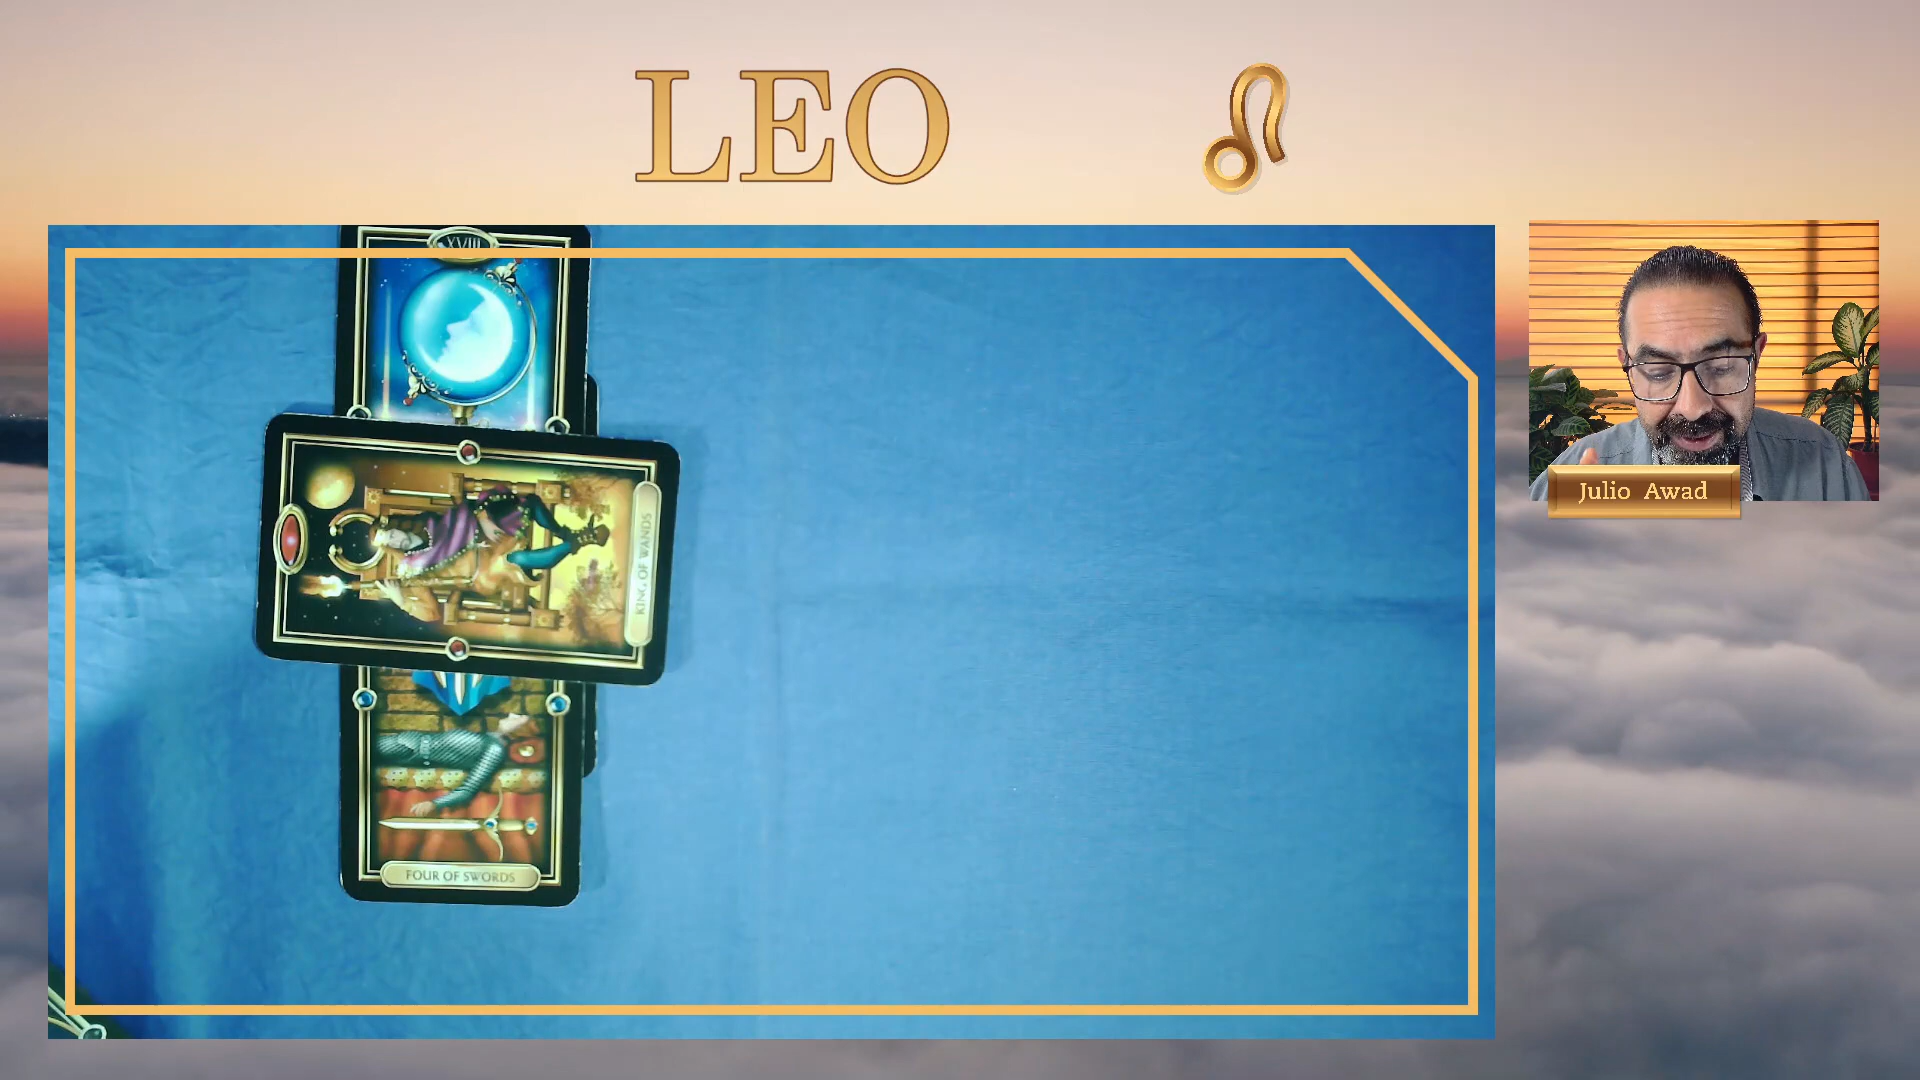 LEO
XVIII
KING OF WANDS
Julio Awad
FOUR OF SWORDS